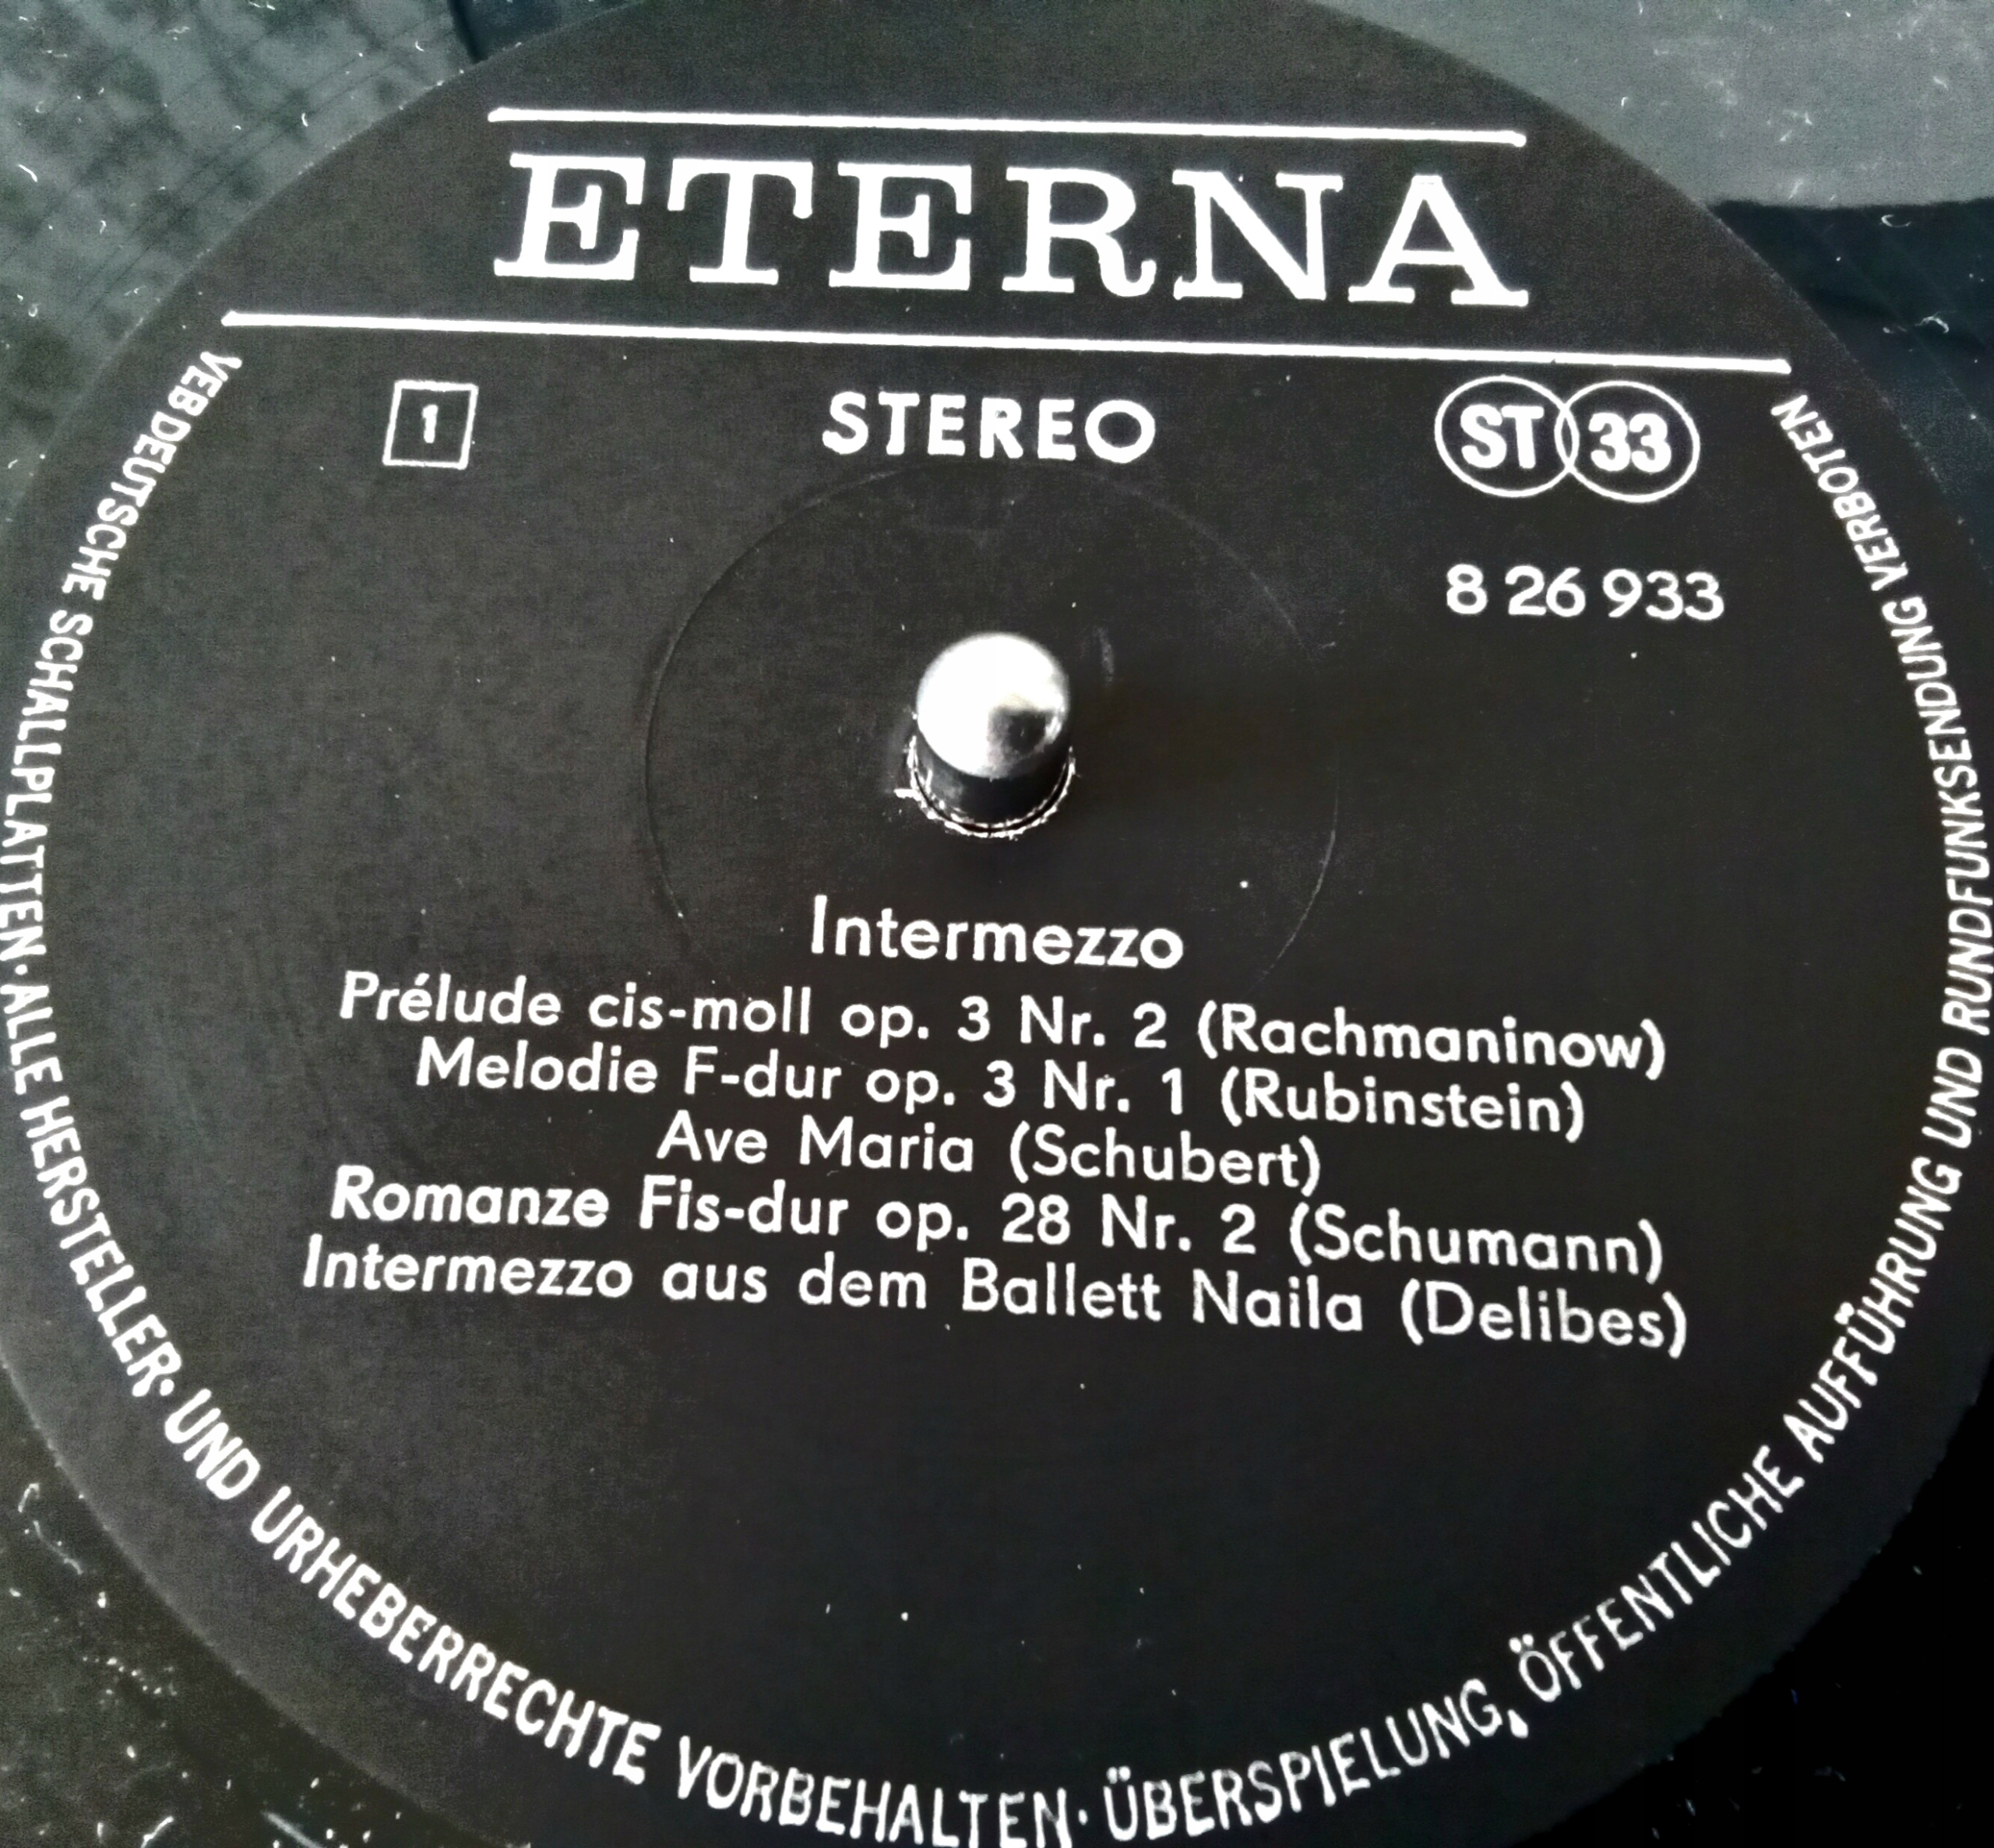 ETERNA
1
STEREO
ST 33
8 26 933
Intermezzo
Prélude cis-moll op. 3 Nr. 2 (Rachmaninow)
Melodie F-dur op. 3 Nr. 1 (Rubinstein)
Ave Maria (Schubert)
Romanze Fis-dur op. 28 Nr. 2 (Schumann)
Intermezzo aus dem Ballett Naila (Delibes)
VEB DEUTSCHE SCHALLPLATTEN · ALLE HERSTELLER- UND URHEBERRECHTE VORBEHALTEN · ÜBERSPIELUNG, ÖFFENTLICHE AUFFÜHRUNG UND RUNDFUNKSENDUNG VERBOTEN